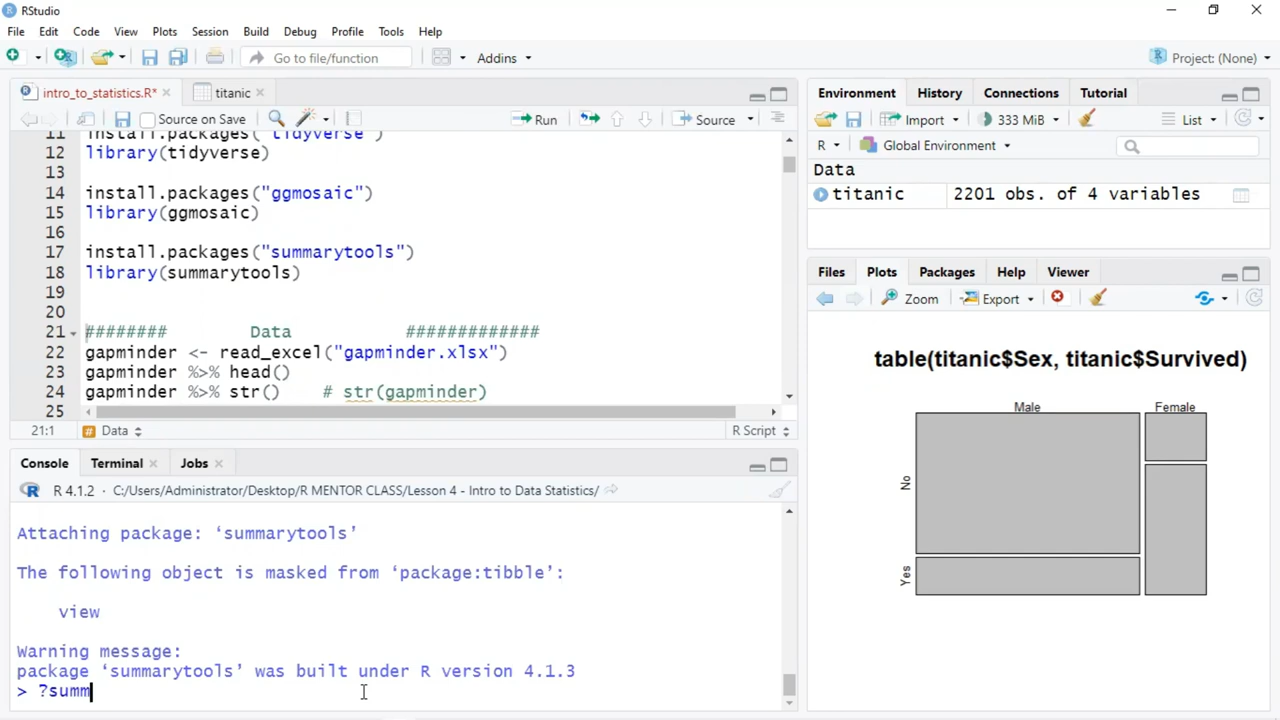 RStudio
File Edit Code View Plots Session Build Debug Profile Tools Help
Go to file/function Addins Project: (None)
intro_to_statistics.R* titanic
Source on Save Run Source
11 install.packages("tidyverse")
12 library(tidyverse)
13
14 install.packages("ggmosaic")
15 library(ggmosaic)
16
17 install.packages("summarytools")
18 library(summarytools)
19
20
21 ######## Data #############
22 gapminder <- read_excel("gapminder.xlsx")
23 gapminder %>% head()
24 gapminder %>% str() # str(gapminder)
25
21:1 # Data R Script
Console Terminal Jobs
R 4.1.2 · C:/Users/Administrator/Desktop/R MENTOR CLASS/Lesson 4 - Intro to Data Statistics/
Attaching package: ‘summarytools’
The following object is masked from ‘package:tibble’:
view
Warning message:
package ‘summarytools’ was built under R version 4.1.3
> ?summ
Environment History Connections Tutorial
Import 333 MiB List
R Global Environment
Data
titanic 2201 obs. of 4 variables
Files Plots Packages Help Viewer
Zoom Export
table(titanic$Sex, titanic$Survived)
Male Female
No
Yes